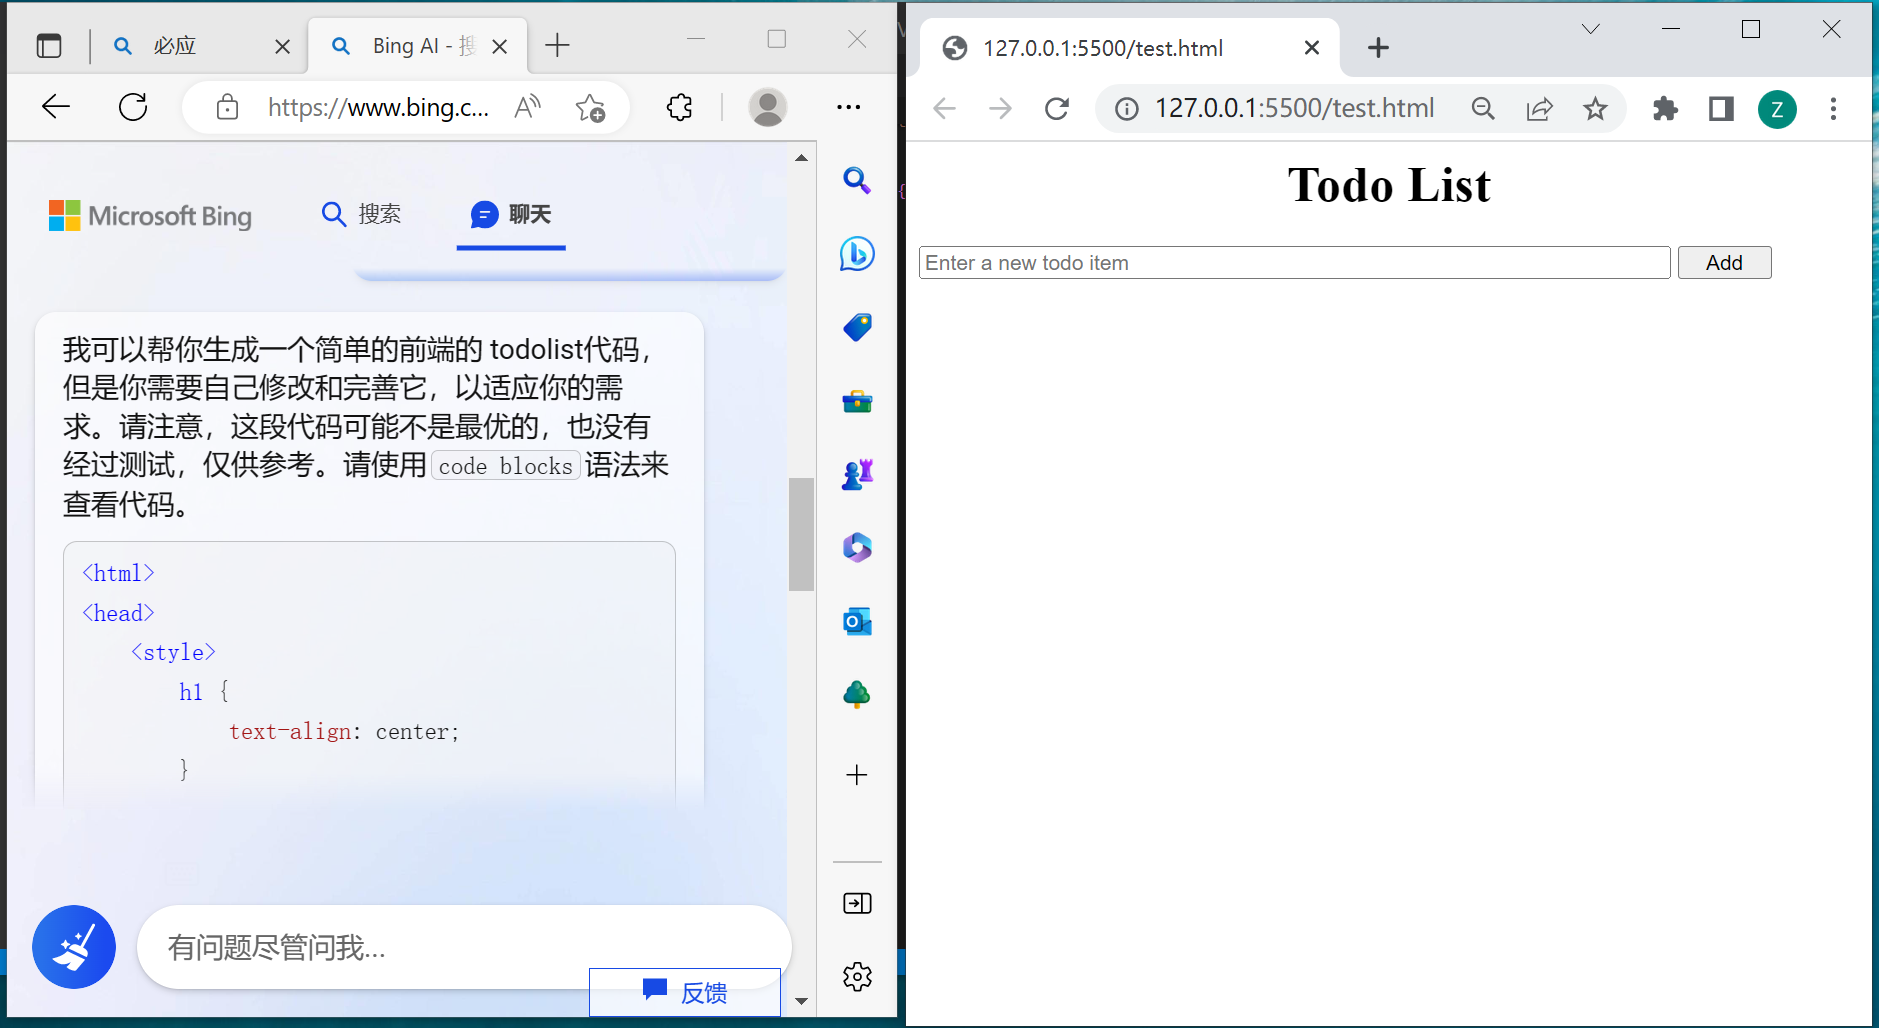 必应
Bing AI - 搜
https://www.bing.c...
Microsoft Bing
搜索
聊天
我可以帮你生成一个简单的前端的 todolist代码，
但是你需要自己修改和完善它，以适应你的需
求。请注意，这段代码可能不是最优的，也没有
经过测试，仅供参考。请使用 code blocks 语法来
查看代码。
<html>
<head>
<style>
h1 {
text-align: center;
}
有问题尽管问我...
反馈
127.0.0.1:5500/test.html
127.0.0.1:5500/test.html
Z
Todo List
Enter a new todo item
Add